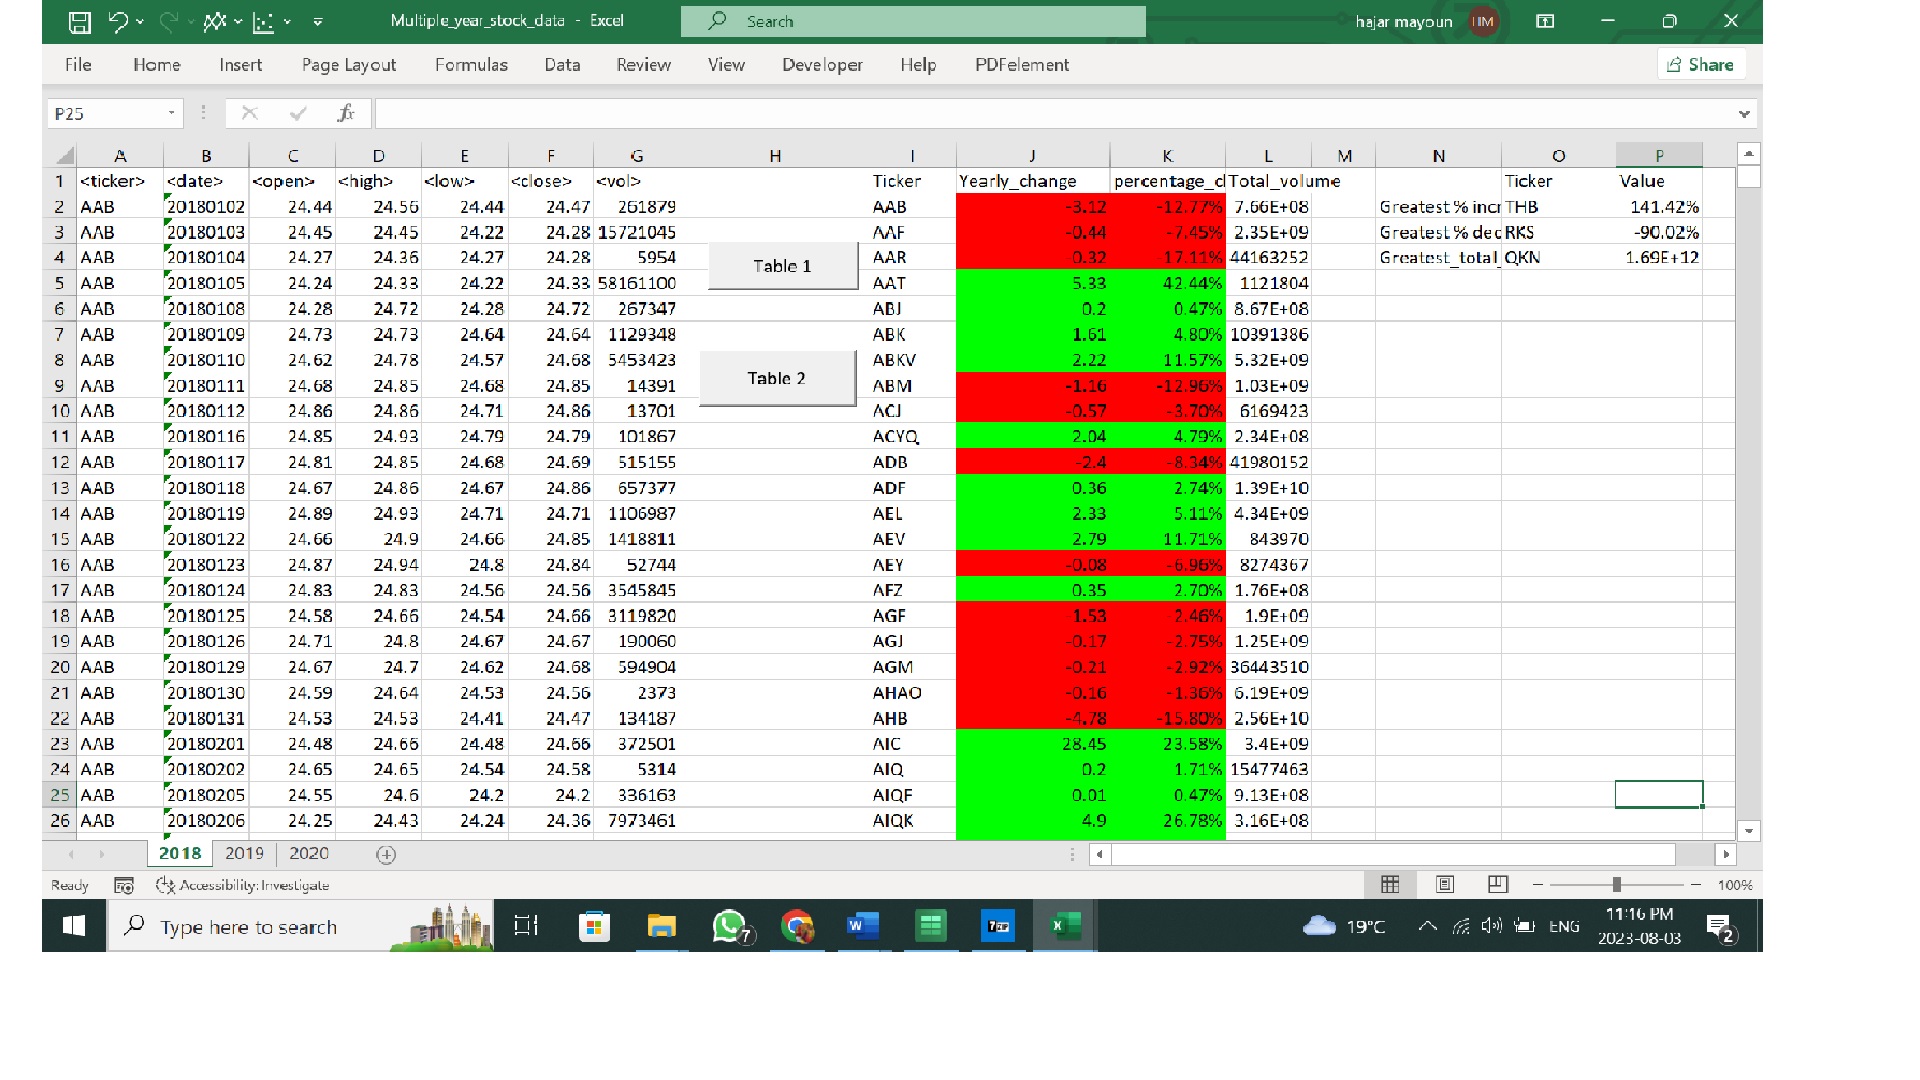 Multiple_year_stock_data - Excel Search hajar mayoun HM
File Home Insert Page Layout Formulas Data Review View Developer Help PDFelement Share
P25 fx
A B C D E F G H I J K L M N O P
1 <ticker> <date> <open> <high> <low> <close> <vol> Ticker Yearly_change percentage_cl Total_volume Ticker Value
2 AAB 20180102 24.44 24.56 24.44 24.47 261879 AAB -3.12 -12.77% 7.66E+08 Greatest % incr THB 141.42%
3 AAB 20180103 24.45 24.45 24.22 24.28 15721045 AAF -0.44 -7.45% 2.35E+09 Greatest % dec RKS -90.02%
4 AAB 20180104 24.27 24.36 24.27 24.28 5954 Table 1 AAR -0.32 -17.11% 44163252 Greatest_total_ QKN 1.69E+12
5 AAB 20180105 24.24 24.33 24.22 24.33 58161100 AAT 5.33 42.44% 1121804
6 AAB 20180108 24.28 24.72 24.28 24.72 267347 ABJ 0.2 0.47% 8.67E+08
7 AAB 20180109 24.73 24.73 24.64 24.64 1129348 ABK 1.61 4.80% 10391386
8 AAB 20180110 24.62 24.78 24.57 24.68 5453423 ABKV 2.22 11.57% 5.32E+09
9 AAB 20180111 24.68 24.85 24.68 24.85 14391 Table 2 ABM -1.16 -12.96% 1.03E+09
10 AAB 20180112 24.86 24.86 24.71 24.86 13701 ACJ -0.57 -3.70% 6169423
11 AAB 20180116 24.85 24.93 24.79 24.79 101867 ACYQ 2.04 4.79% 2.34E+08
12 AAB 20180117 24.81 24.85 24.68 24.69 515155 ADB -2.4 -8.34% 41980152
13 AAB 20180118 24.67 24.86 24.67 24.86 657377 ADF 0.36 2.74% 1.39E+10
14 AAB 20180119 24.89 24.93 24.71 24.71 1106987 AEL 2.33 5.11% 4.34E+09
15 AAB 20180122 24.66 24.9 24.66 24.85 1418811 AEV 2.79 11.71% 843970
16 AAB 20180123 24.87 24.94 24.8 24.84 52744 AEY -0.08 -6.96% 8274367
17 AAB 20180124 24.83 24.83 24.56 24.56 3545845 AFZ 0.35 2.70% 1.76E+08
18 AAB 20180125 24.58 24.66 24.54 24.66 3119820 AGF -1.53 -2.46% 1.9E+09
19 AAB 20180126 24.71 24.8 24.67 24.67 190060 AGJ -0.17 -2.75% 1.25E+09
20 AAB 20180129 24.67 24.7 24.62 24.68 594904 AGM -0.21 -2.92% 36443510
21 AAB 20180130 24.59 24.64 24.53 24.56 2373 AHAO -0.16 -1.36% 6.19E+09
22 AAB 20180131 24.53 24.53 24.41 24.47 134187 AHB -4.78 -15.80% 2.56E+10
23 AAB 20180201 24.48 24.66 24.48 24.66 372501 AIC 28.45 23.58% 3.4E+09
24 AAB 20180202 24.65 24.65 24.54 24.58 5314 AIQ 0.2 1.71% 15477463
25 AAB 20180205 24.55 24.6 24.2 24.2 336163 AIQF 0.01 0.47% 9.13E+08
26 AAB 20180206 24.25 24.43 24.24 24.36 7973461 AIQK 4.9 26.78% 3.16E+08
2018 2019 2020
Ready Accessibility: Investigate 100%
Type here to search 7 W 7ZIP X 19°C ENG 11:16 PM
2023-08-03 2